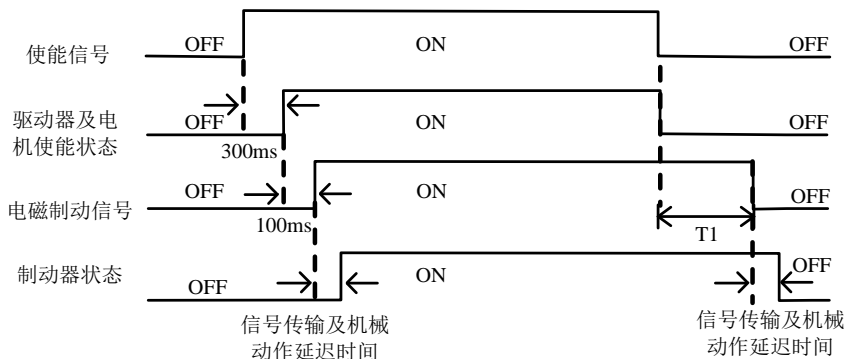 使能信号 OFF ON OFF
驱动器及电
机使能状态
OFF ON OFF
300ms
电磁制动信号 OFF ON OFF
100ms
T1
制动器状态 OFF ON OFF
信号传输及机械
动作延迟时间
信号传输及机械
动作延迟时间